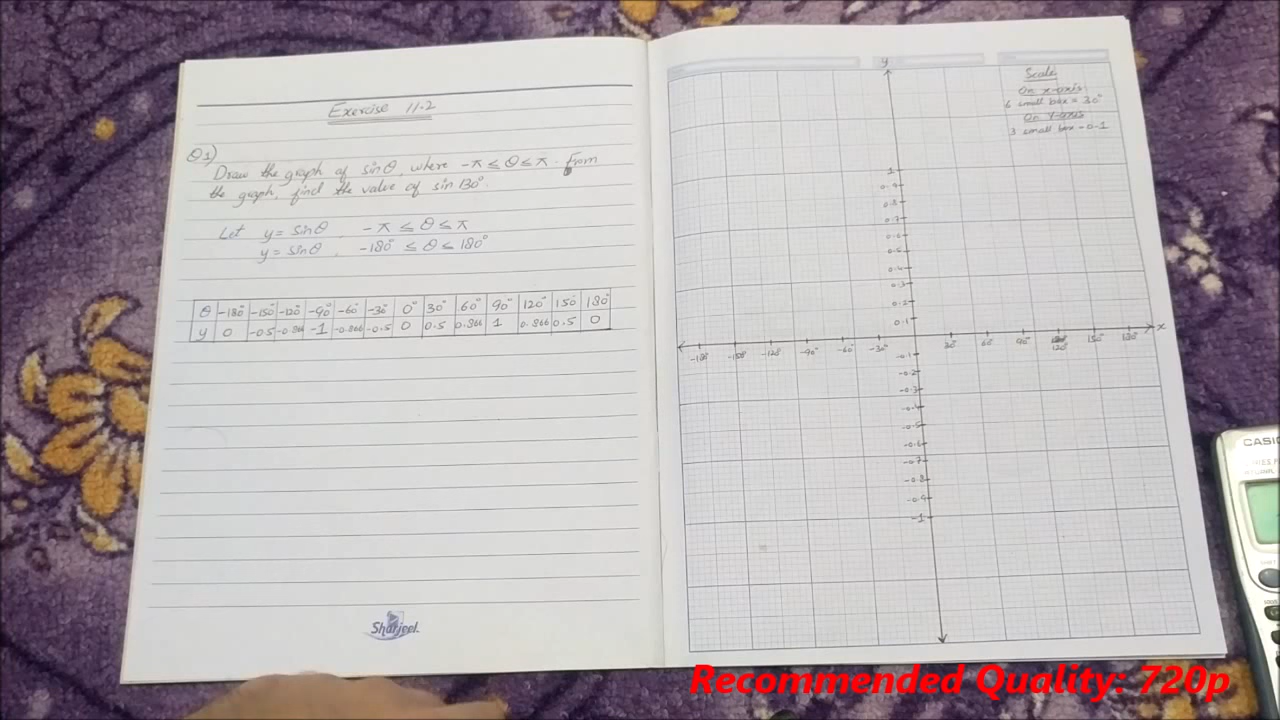 Exercise 11.2
Q1)
Draw the graph of sinθ, where -π ≤ θ ≤ π. From
the graph, find the value of sin 130°.
Let y = sinθ , -π ≤ θ ≤ π
y = sinθ , -180° ≤ θ ≤ 180°
θ -180° -150° -120° -90° -60° -30° 0° 30° 60° 90° 120° 150° 180°
y 0 -0.5 -0.866 -1 -0.866 -0.5 0 0.5 0.866 1 0.866 0.5 0
Sharjeel.
y
Scale
On x-axis
6 small box = 30°
On Y-axis
3 small box = 0.1
1
0.9
0.8
0.7
0.6
0.5
0.4
0.3
0.2
0.1
x
-180° -150° -120° -90° -60° -30° 30° 60° 90° 120° 150° 180°
-0.1
-0.2
-0.3
-0.4
-0.5
-0.6
-0.7
-0.8
-0.9
-1
CASIO
Recommended Quality: 720p